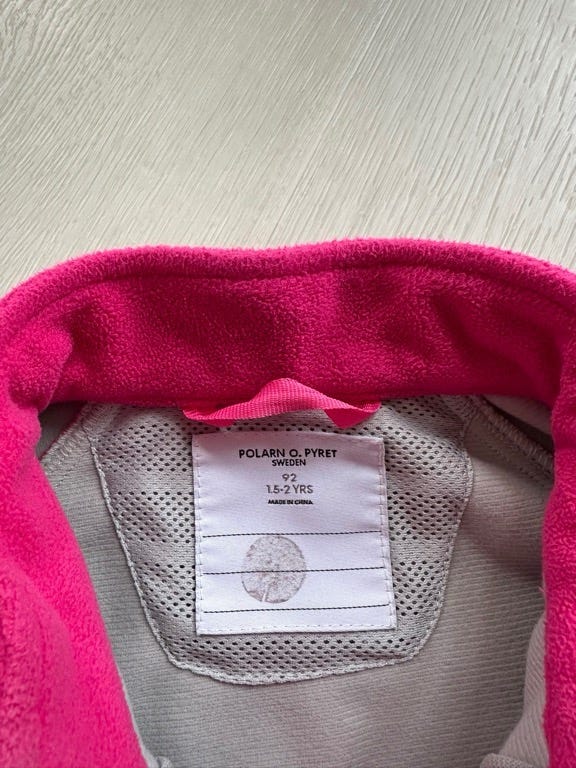 POLARN O. PYRET
SWEDEN
92
1.5-2 YRS
MADE IN CHINA